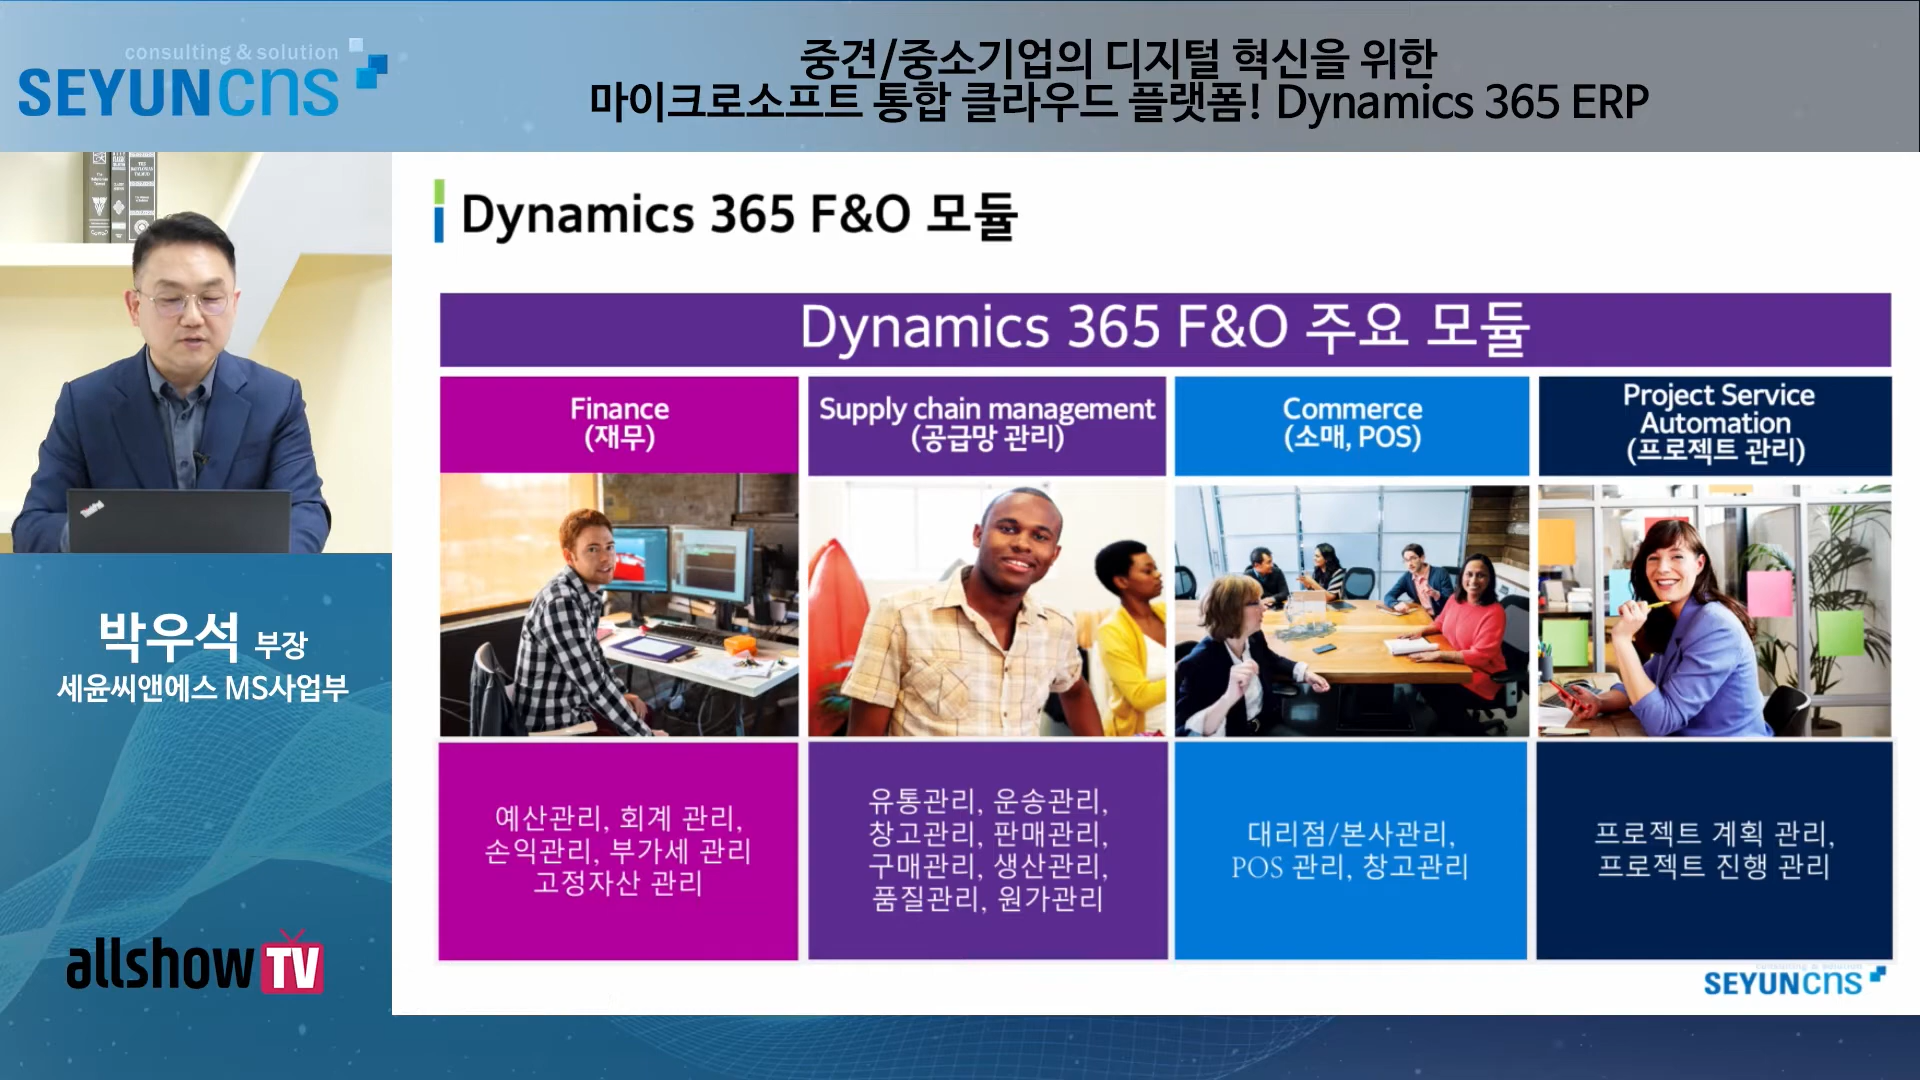 consulting & solution
SEYUNCNS
중견/중소기업의 디지털 혁신을 위한
마이크로소프트 통합 클라우드 플랫폼! Dynamics 365 ERP
Dynamics 365 F&O 모듈
Dynamics 365 F&O 주요 모듈
Finance
(재무)
Supply chain management
(공급망 관리)
Commerce
(소매, POS)
Project Service
Automation
(프로젝트 관리)
예산관리, 회계 관리,
손익관리, 부가세 관리
고정자산 관리
유통관리, 운송관리,
창고관리, 판매관리,
구매관리, 생산관리,
품질관리, 원가관리
대리점/본사관리,
POS 관리, 창고관리
프로젝트 계획 관리,
프로젝트 진행 관리
박우석 부장
세윤씨앤에스 MS사업부
allshow TV
consulting & solution
SEYUNCNS